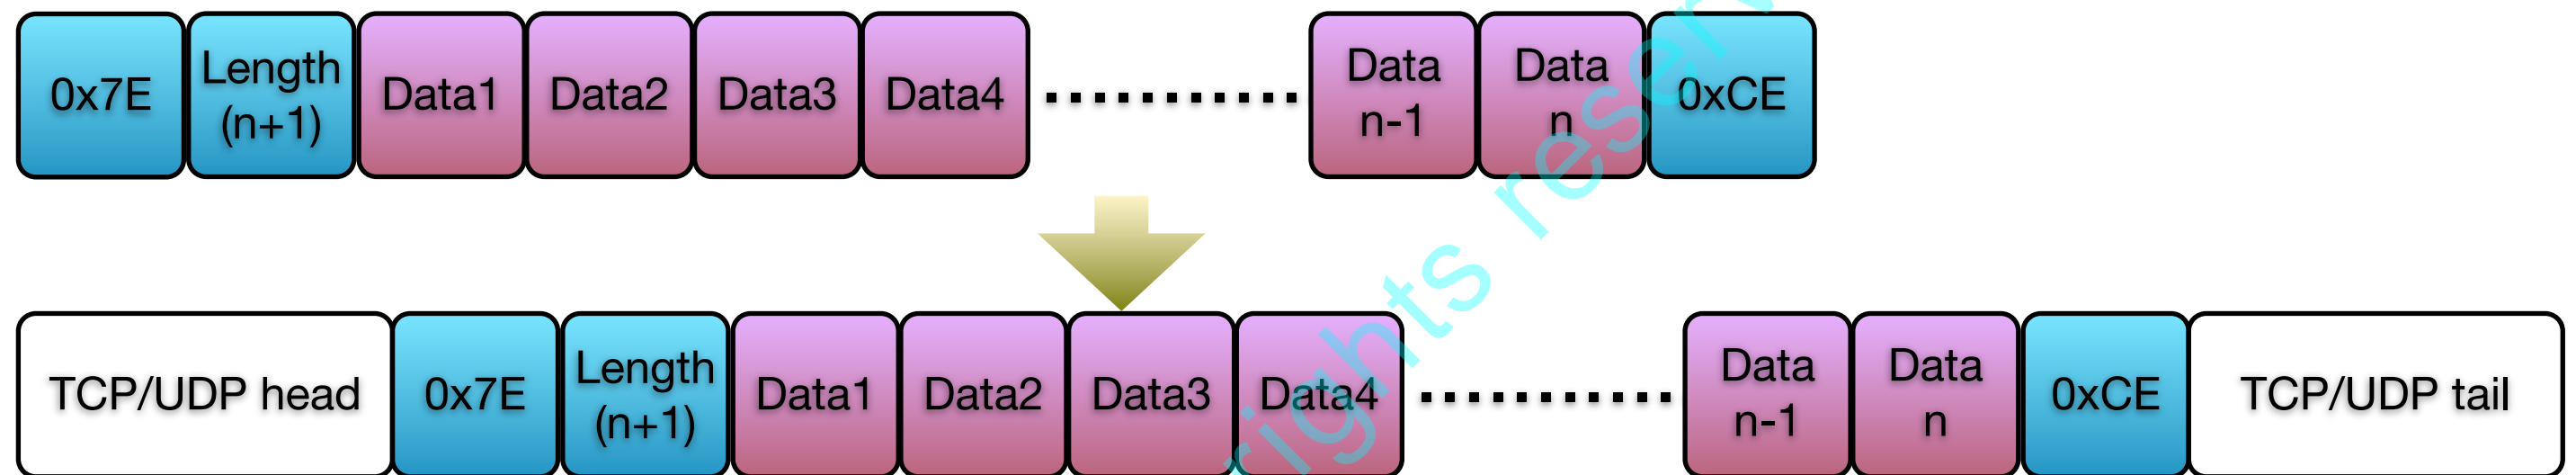 0x7E Length (n+1) Data1 Data2 Data3 Data4 Data n-1 Data n 0xCE
TCP/UDP head 0x7E Length (n+1) Data1 Data2 Data3 Data4 Data n-1 Data n 0xCE TCP/UDP tail
rights